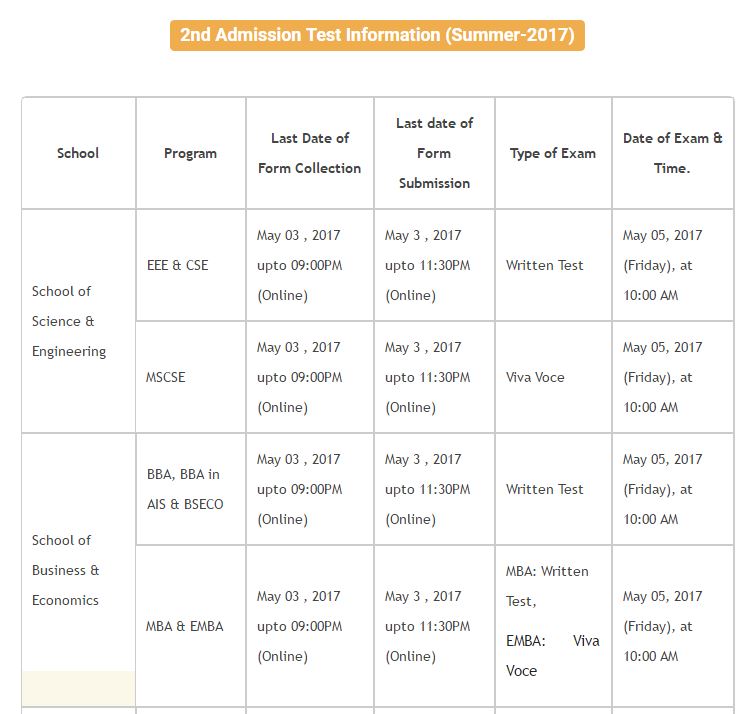 2nd Admission Test Information (Summer-2017)
School
Program
Last Date of
Form Collection
Last date of
Form
Submission
Type of Exam
Date of Exam &
Time.
School of
Science &
Engineering
EEE & CSE
May 03 , 2017
upto 09:00PM
(Online)
May 3 , 2017
upto 11:30PM
(Online)
Written Test
May 05, 2017
(Friday), at
10:00 AM
MSCSE
May 03 , 2017
upto 09:00PM
(Online)
May 3 , 2017
upto 11:30PM
(Online)
Viva Voce
May 05, 2017
(Friday), at
10:00 AM
School of
Business &
Economics
BBA, BBA in
AIS & BSECO
May 03 , 2017
upto 09:00PM
(Online)
May 3 , 2017
upto 11:30PM
(Online)
Written Test
May 05, 2017
(Friday), at
10:00 AM
MBA & EMBA
May 03 , 2017
upto 09:00PM
(Online)
May 3 , 2017
upto 11:30PM
(Online)
MBA: Written
Test,
EMBA: Viva
Voce
May 05, 2017
(Friday), at
10:00 AM